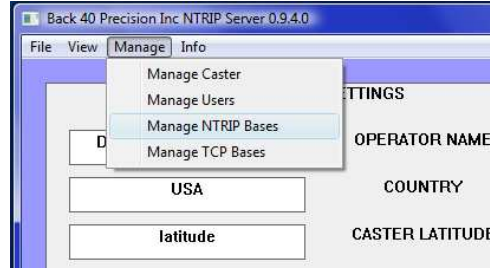 Back 40 Precision Inc NTRIP Server 0.9.4.0
File View Manage Info
Manage Caster
Manage Users
Manage NTRIP Bases
Manage TCP Bases
TTINGS
D
OPERATOR NAME
USA
COUNTRY
latitude
CASTER LATITUDE